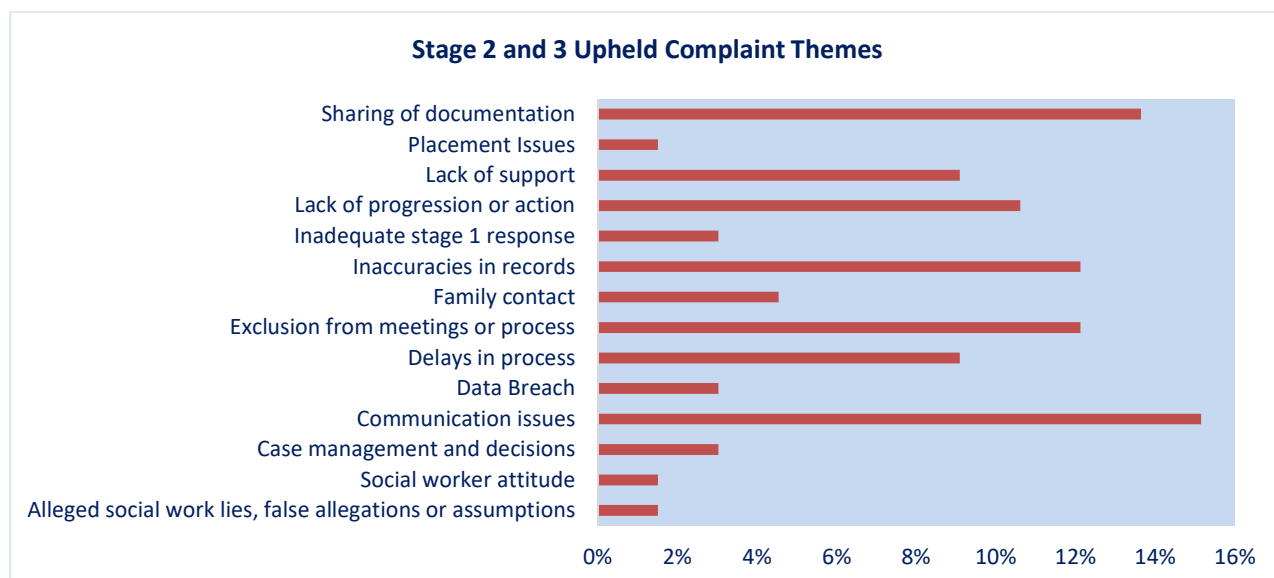 Stage 2 and 3 Upheld Complaint Themes
Sharing of documentation
Placement Issues
Lack of support
Lack of progression or action
Inadequate stage 1 response
Inaccuracies in records
Family contact
Exclusion from meetings or process
Delays in process
Data Breach
Communication issues
Case management and decisions
Social worker attitude
Alleged social work lies, false allegations or assumptions
0% 2% 4% 6% 8% 10% 12% 14% 16%